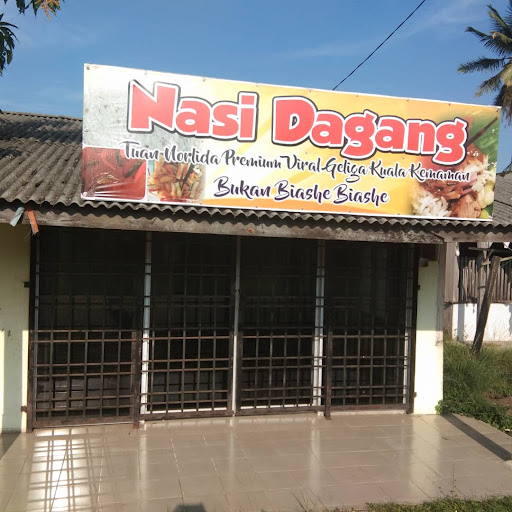 Nasi Dagang
Tuan Norlida Premium Viral Geliga Kuala Kemaman
Bukan Biashe Biashe